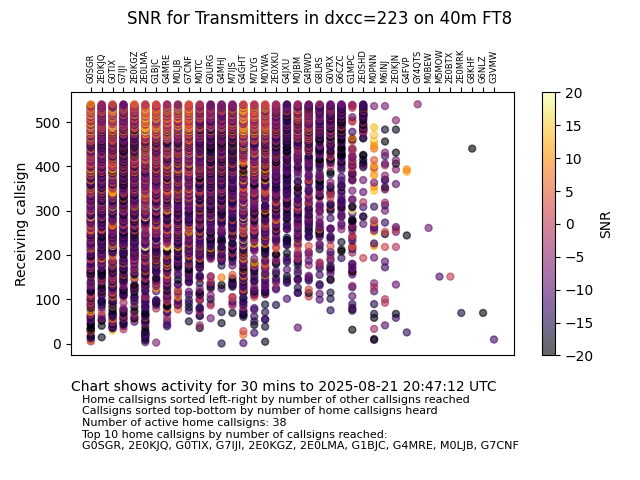 SNR for Transmitters in dxcc=223 on 40m FT8
G0SGR 2E0KJQ G0TIX G7IJI 2E0KGZ 2E0LMA G1BJC G4MRE M0LJB G7CNF M0ITC G0URG G4MHJ M7IJS G4GHT M7LYG M0YWA 2E0XKU G4JXU M0JBM G4RWD G8LRS G0VRX G6CZC G1MPC 2E0SHD M0PMN M6INJ 2E0KJN G4FVP GY4QTS M0BEW M5MOW 2E0BTX 2E0MRK G8KHF G6NLZ G3VMW
500
400
300
200
100
0
Receiving callsign
20
15
10
5
0
−5
−10
−15
−20
SNR
Chart shows activity for 30 mins to 2025-08-21 20:47:12 UTC
Home callsigns sorted left-right by number of other callsigns reached
Callsigns sorted top-bottom by number of home callsigns heard
Number of active home callsigns: 38
Top 10 home callsigns by number of callsigns reached:
G0SGR, 2E0KJQ, G0TIX, G7IJI, 2E0KGZ, 2E0LMA, G1BJC, G4MRE, M0LJB, G7CNF